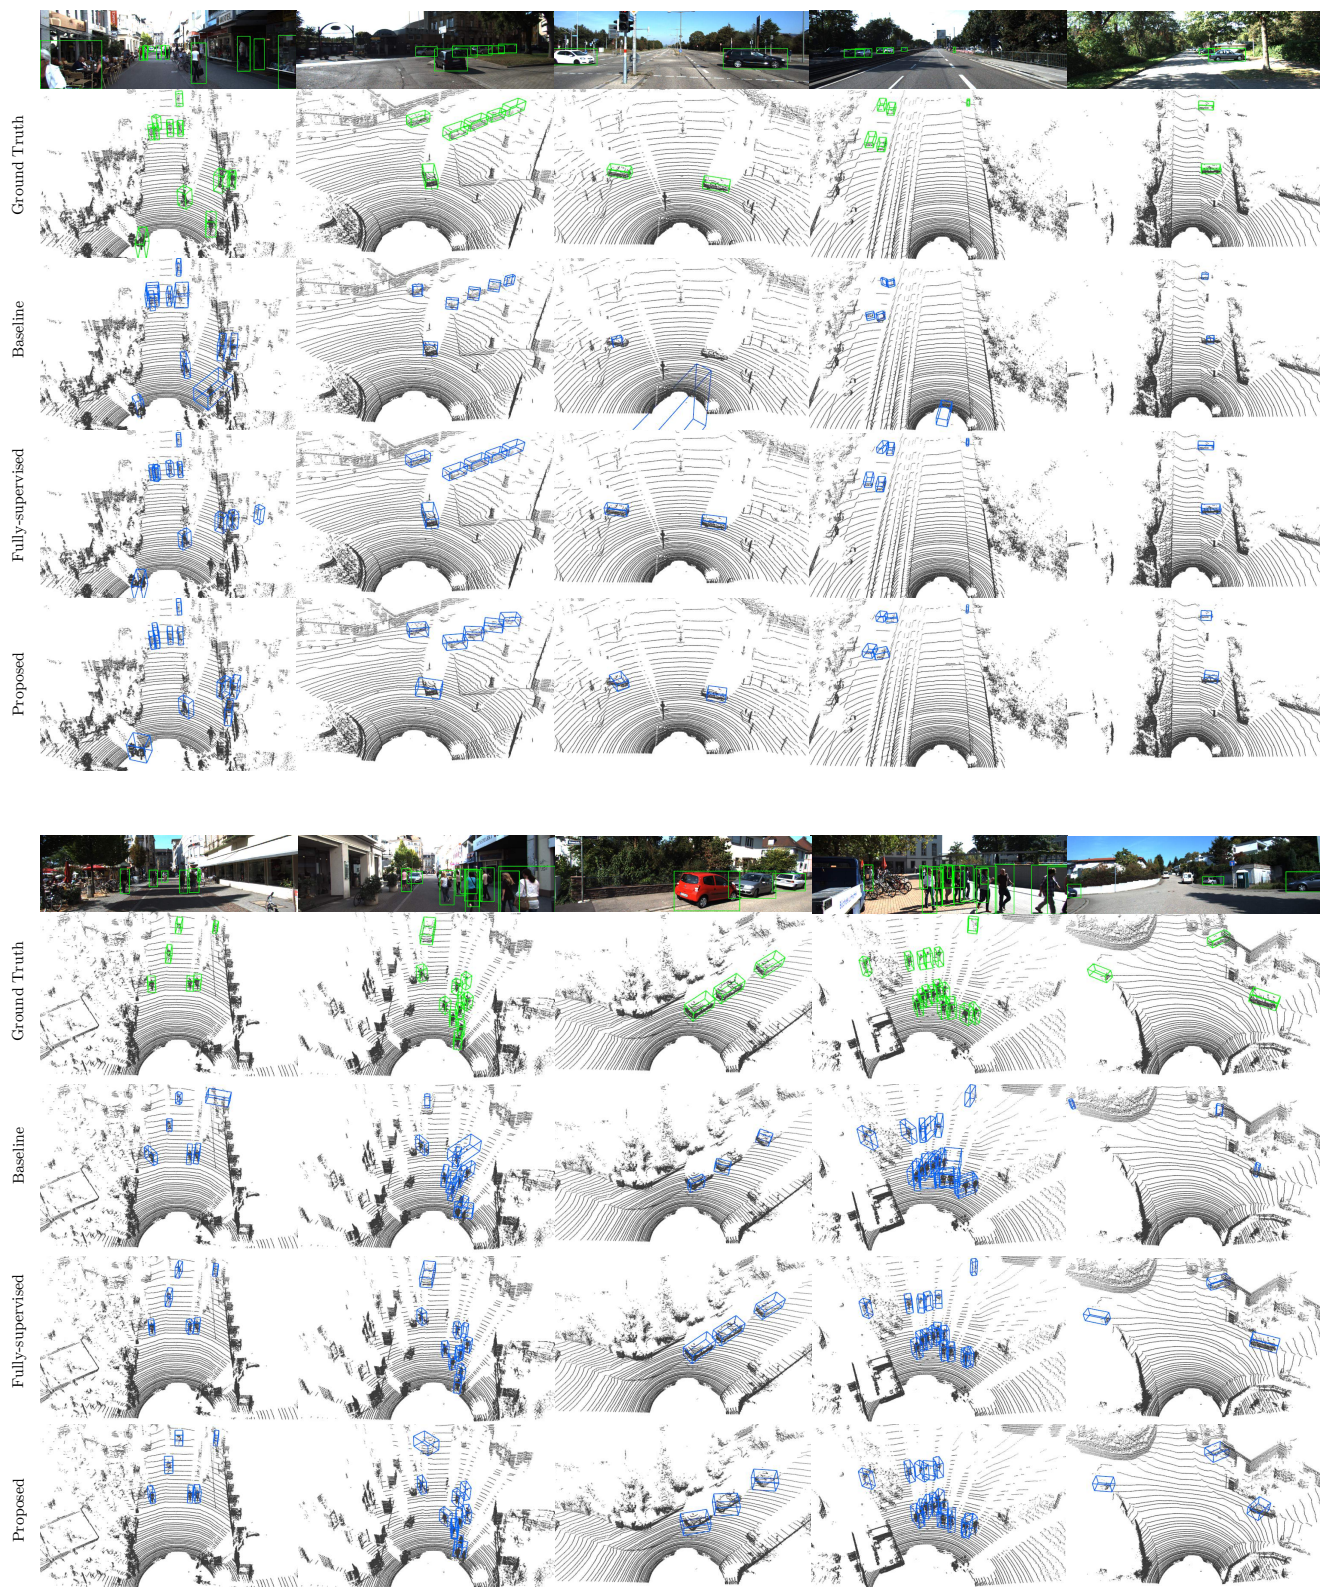 Ground Truth
Baseline
Fully-supervised
Proposed
Ground Truth
Baseline
Fully-supervised
Proposed